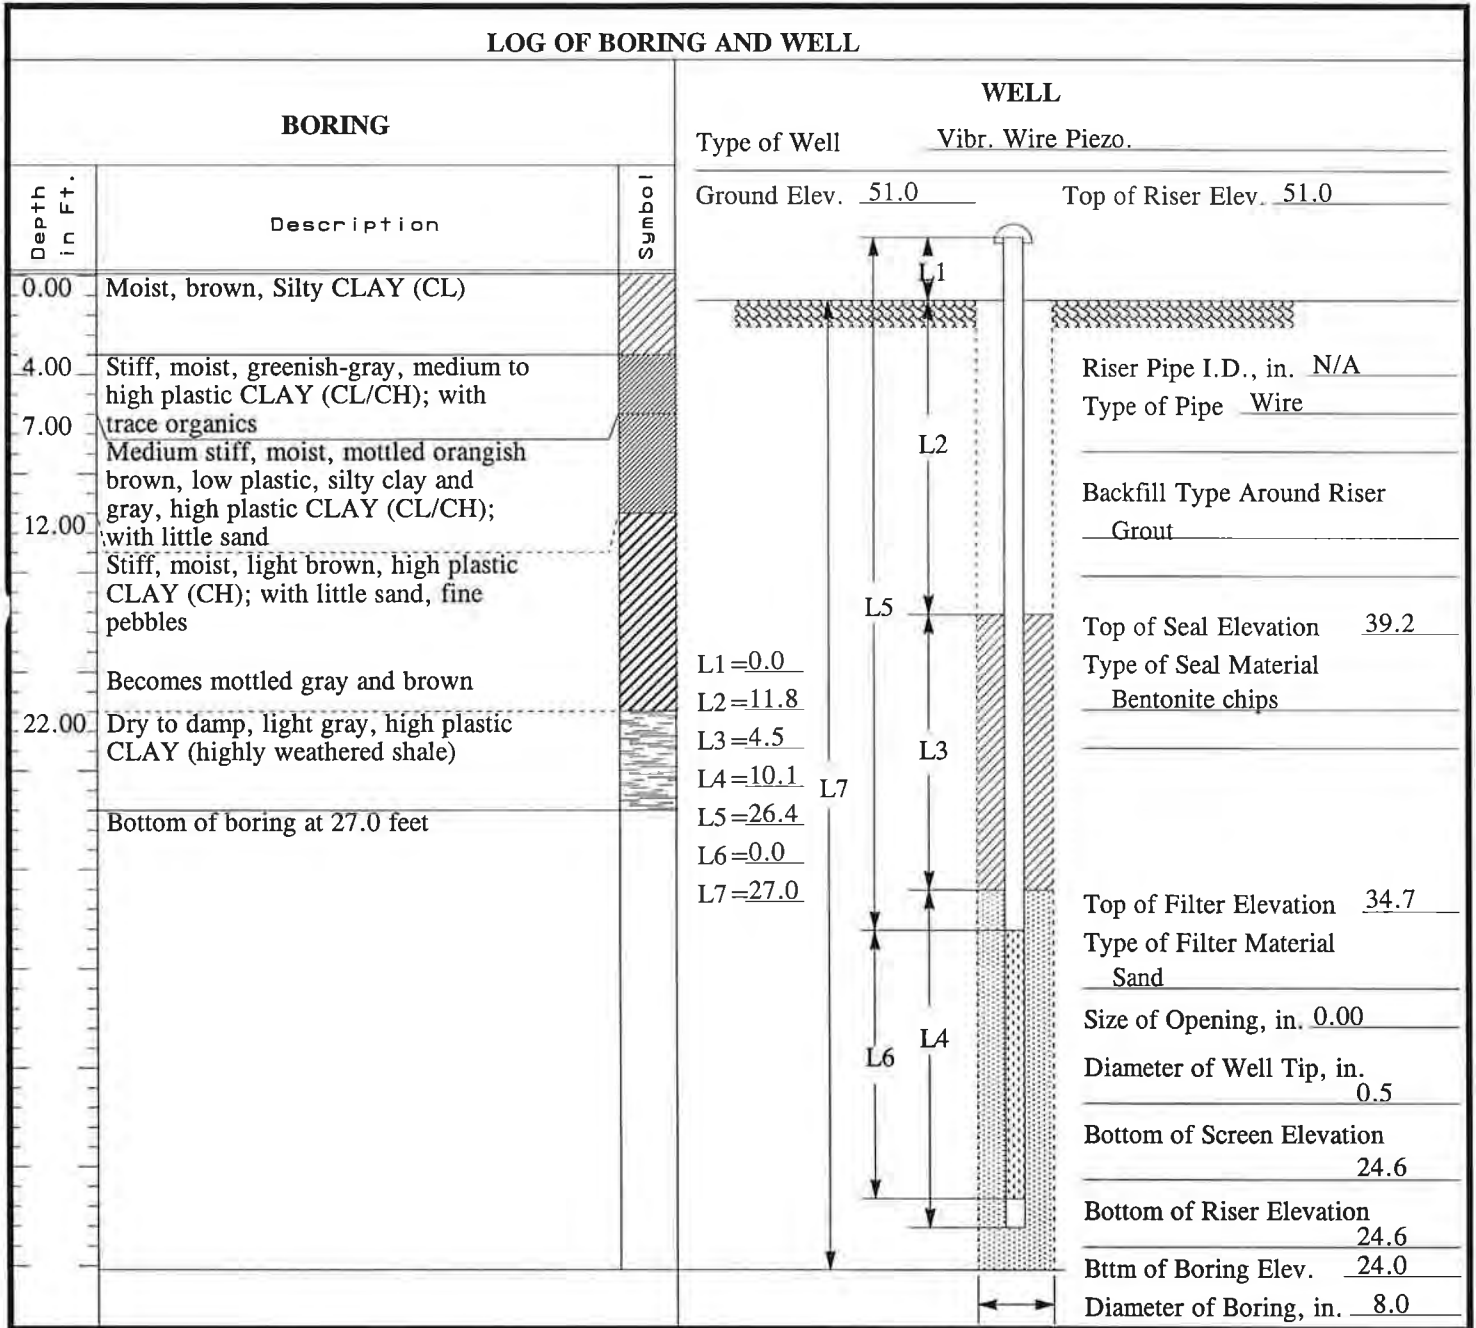 LOG OF BORING AND WELL
BORING
Depth in Ft.
Description
Symbol
0.00 Moist, brown, Silty CLAY (CL)
4.00 Stiff, moist, greenish-gray, medium to
high plastic CLAY (CL/CH); with
trace organics
7.00
Medium stiff, moist, mottled orangish
brown, low plastic, silty clay and
gray, high plastic CLAY (CL/CH);
with little sand
12.00
Stiff, moist, light brown, high plastic
CLAY (CH); with little sand, fine
pebbles
Becomes mottled gray and brown
22.00 Dry to damp, light gray, high plastic
CLAY (highly weathered shale)
Bottom of boring at 27.0 feet
WELL
Type of Well Vibr. Wire Piezo.
Ground Elev. 51.0 Top of Riser Elev. 51.0
L1
L2
L5
L3
L7
L4
L6
L1=0.0
L2=11.8
L3=4.5
L4=10.1
L5=26.4
L6=0.0
L7=27.0
Riser Pipe I.D., in. N/A
Type of Pipe Wire
Backfill Type Around Riser
Grout
Top of Seal Elevation 39.2
Type of Seal Material
Bentonite chips
Top of Filter Elevation 34.7
Type of Filter Material
Sand
Size of Opening, in. 0.00
Diameter of Well Tip, in.
0.5
Bottom of Screen Elevation
24.6
Bottom of Riser Elevation
24.6
Bttm of Boring Elev. 24.0
Diameter of Boring, in. 8.0